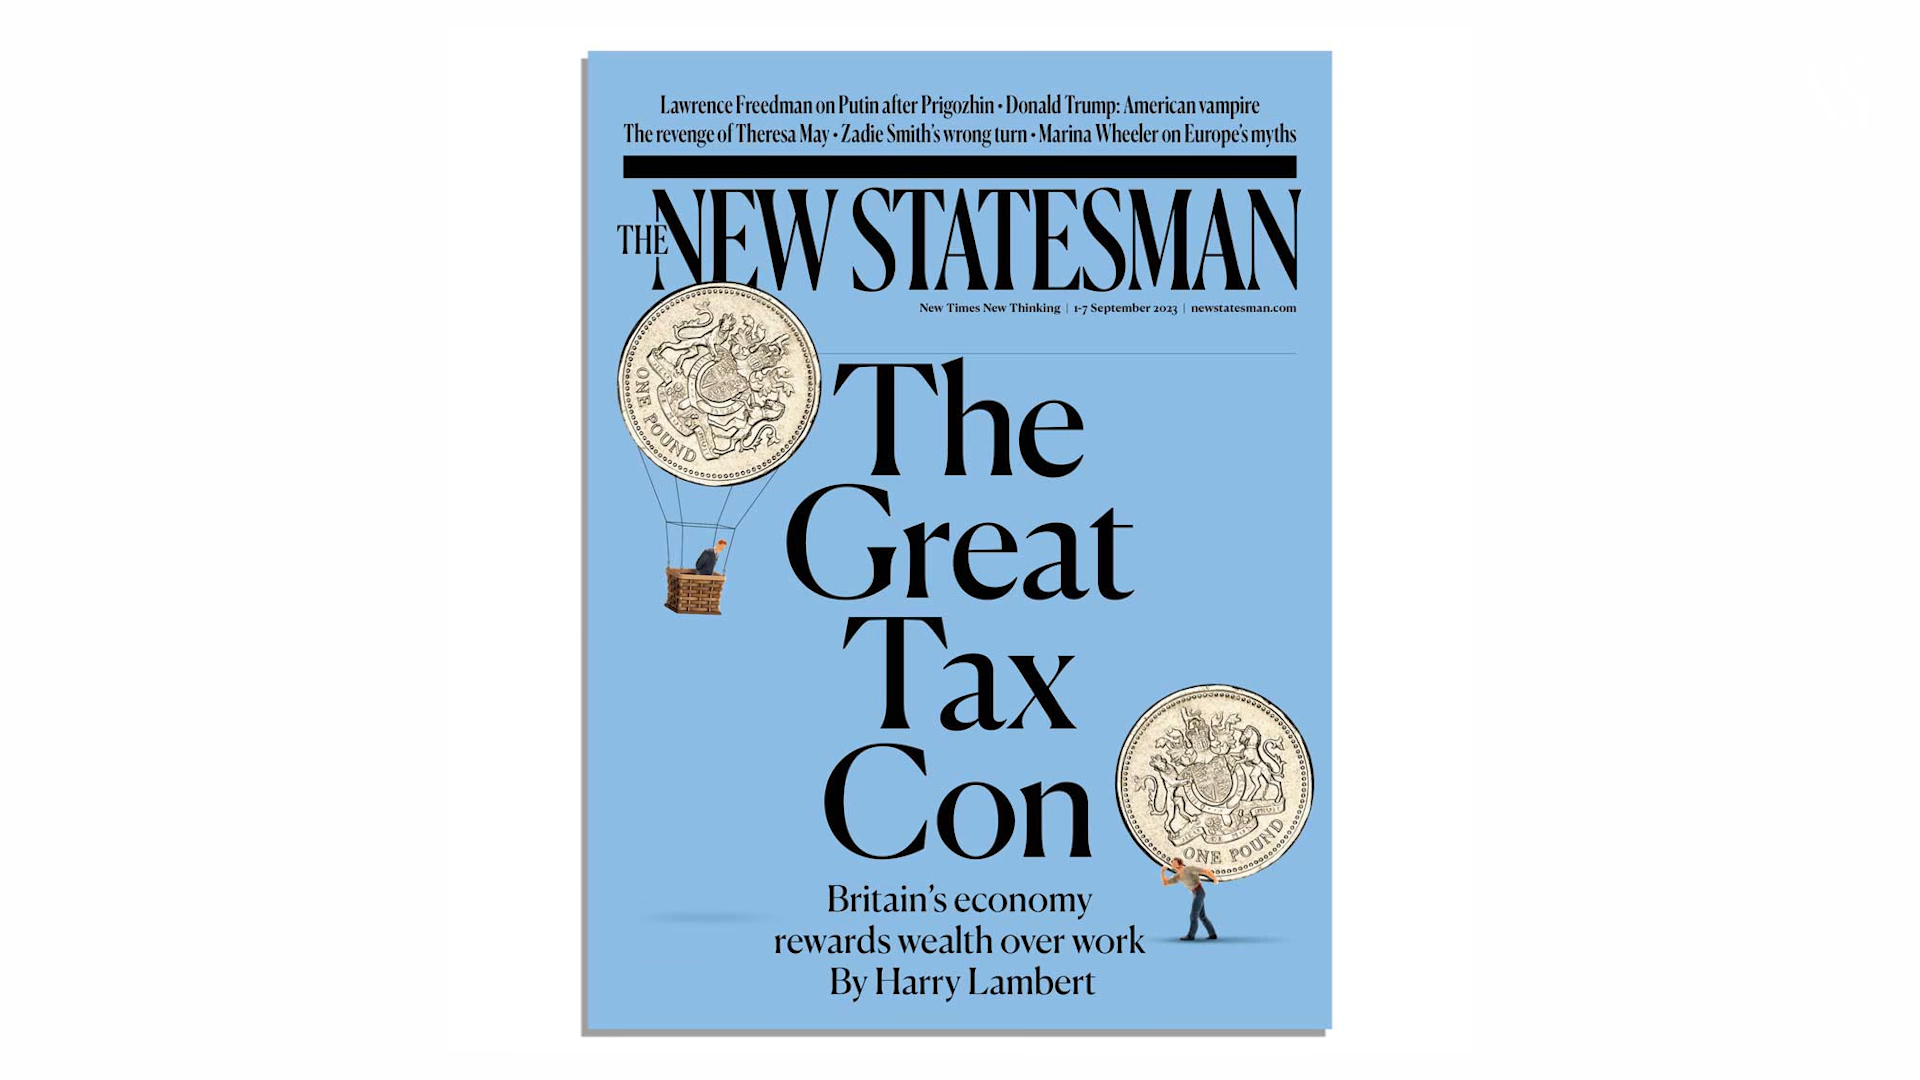 Lawrence Freedman on Putin after Prigozhin • Donald Trump: American vampire
The revenge of Theresa May • Zadie Smith's wrong turn • Marina Wheeler on Europe's myths
THE NEW STATESMAN
New Times New Thinking | 1-7 September 2023 | newstatesman.com
ONE POUND
The
Great
Tax
Con
ONE POUND
Britain's economy
rewards wealth over work
By Harry Lambert